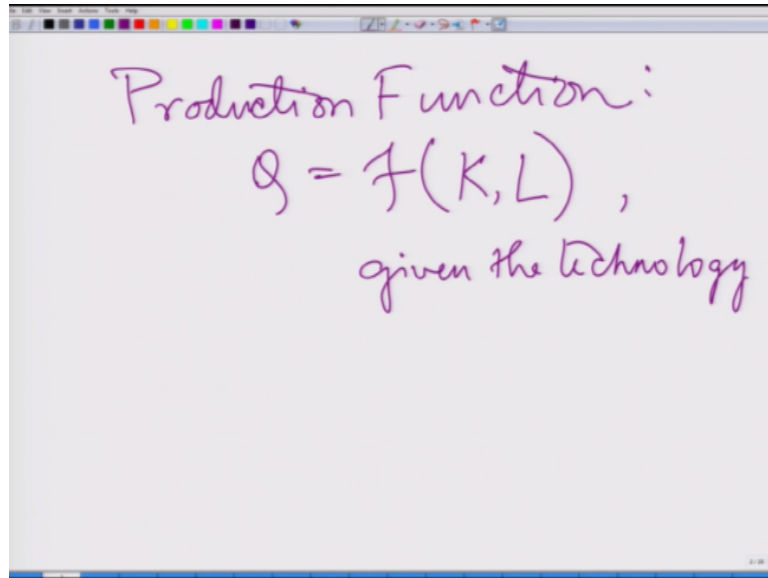 Production Function:
Q = f(K, L),
given the technology